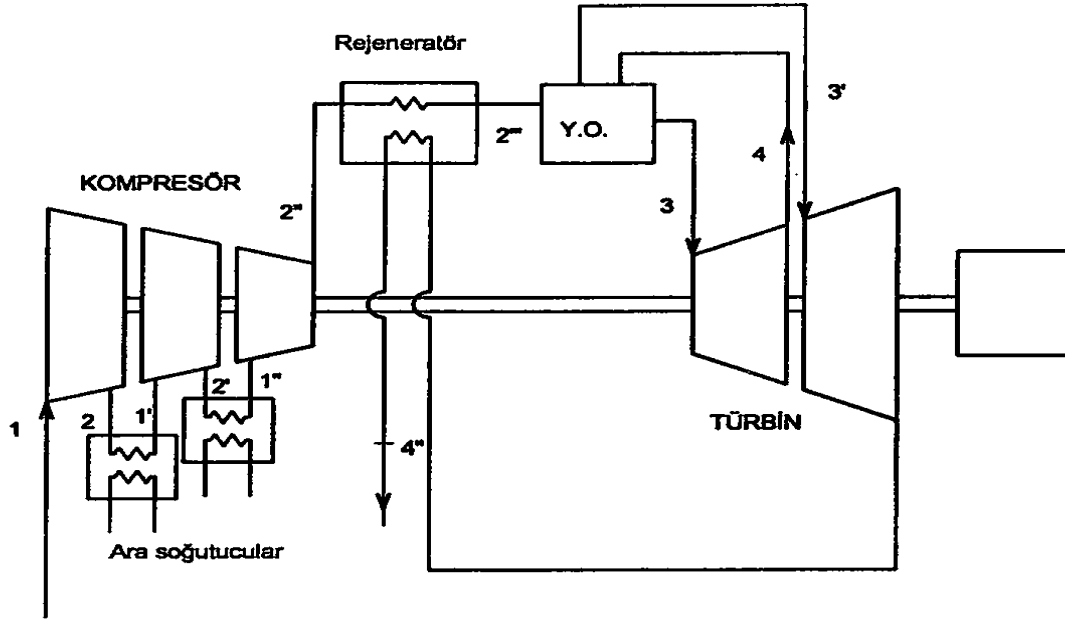 Rejeneratör
Y.O.
3'
2'''
4
KOMPRESÖR
2''
3
1
2
1'
2'
1''
TÜRBİN
4''
Ara soğutucular